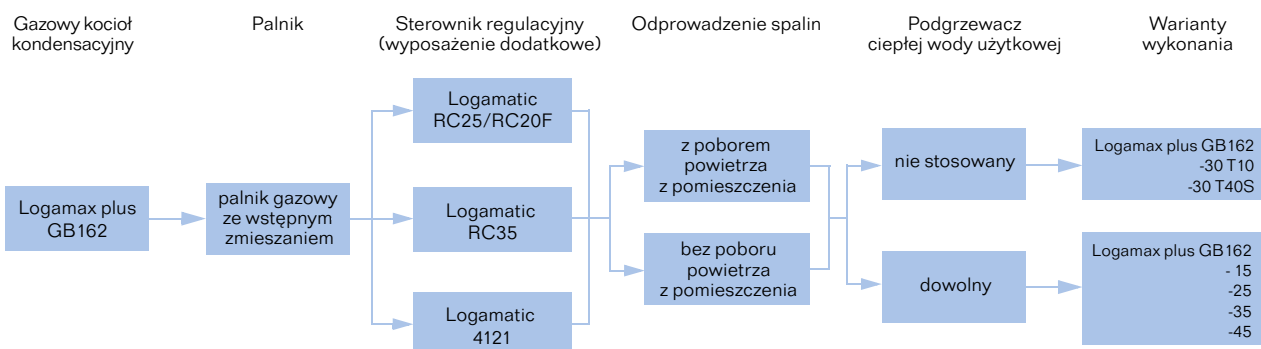 Gazowy kocioł
kondensacyjny
Palnik
Sterownik regulacyjny
(wyposażenie dodatkowe)
Odprowadzenie spalin
Podgrzewacz
ciepłej wody użytkowej
Warianty
wykonania
Logamax plus
GB162
palnik gazowy
ze wstępnym
zmieszaniem
Logamatic
RC25/RC20F
Logamatic
RC35
Logamatic
4121
z poborem
powietrza
z pomieszczenia
bez poboru
powietrza
z pomieszczenia
nie stosowany
dowolny
Logamax plus GB162
-30 T10
-30 T40S
Logamax plus GB162
- 15
-25
-35
-45